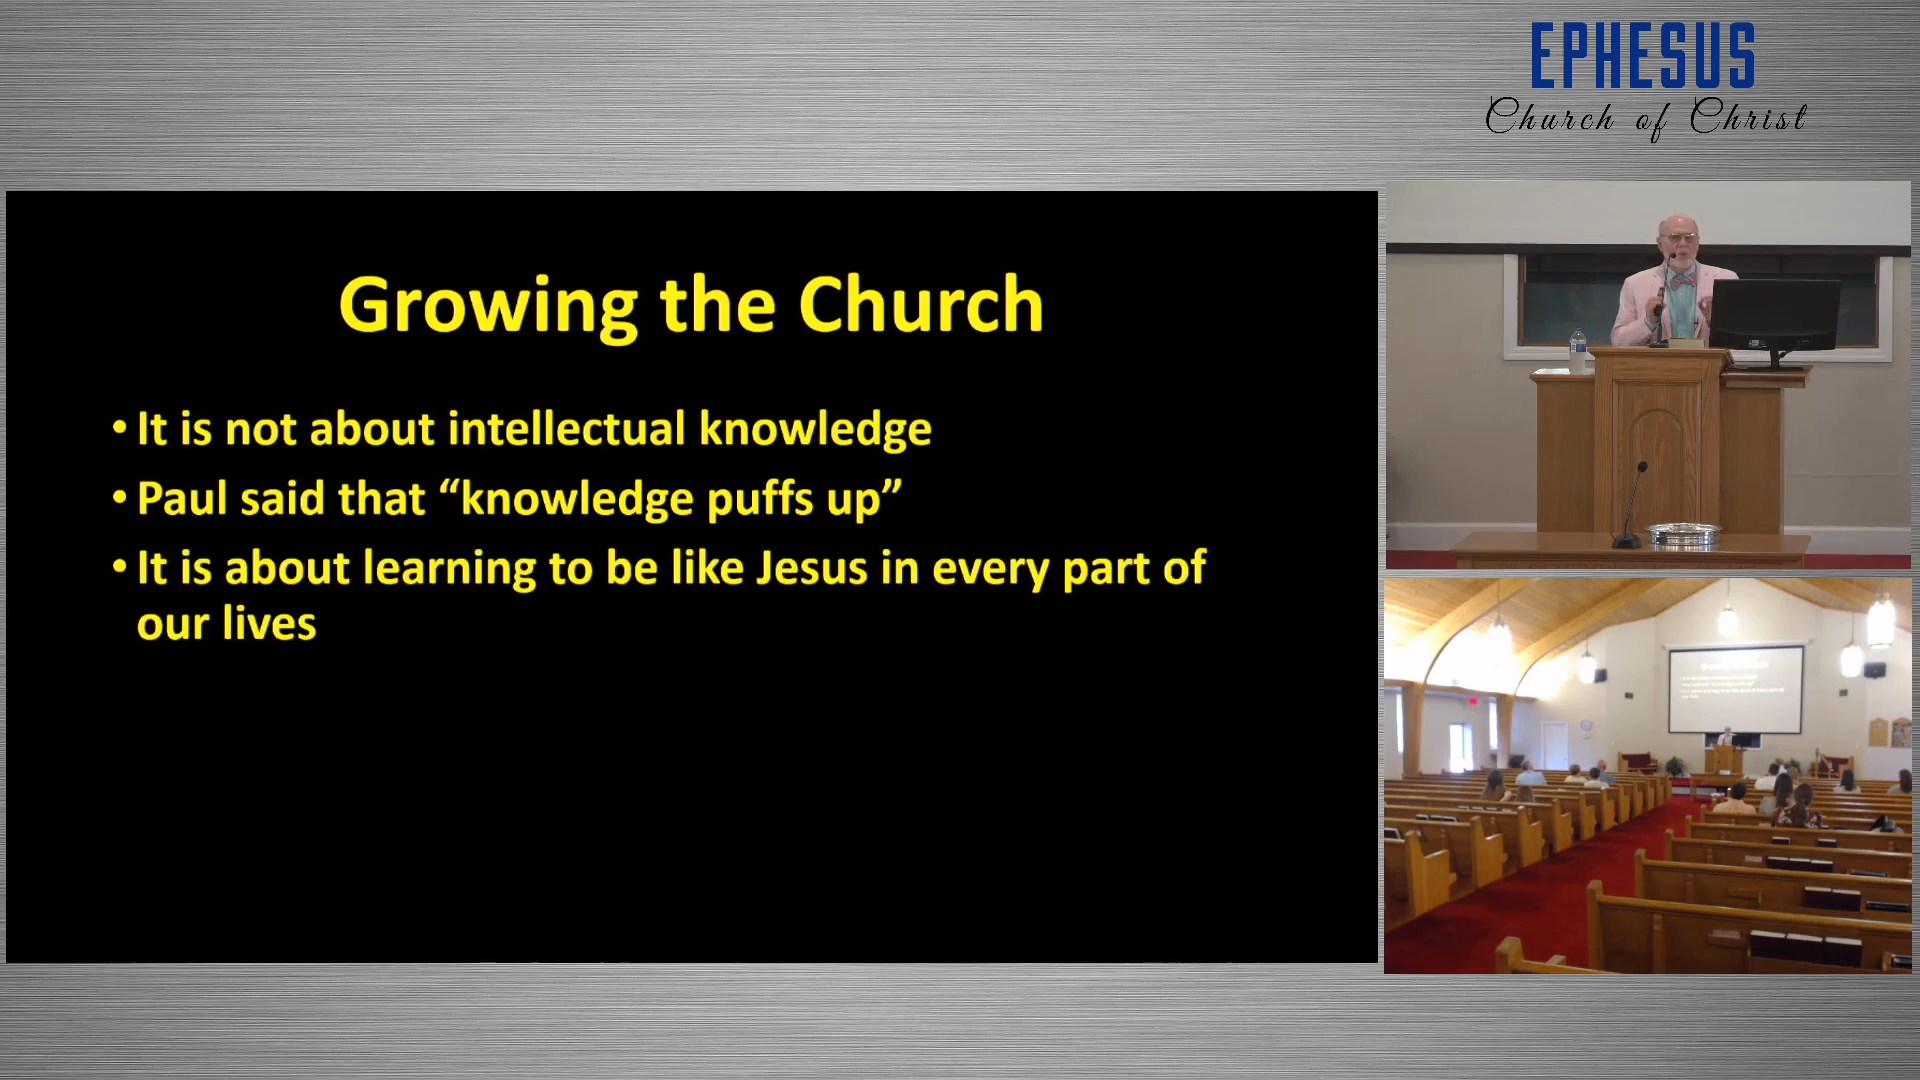 EPHESUS
Church of Christ
Growing the Church
• It is not about intellectual knowledge
• Paul said that “knowledge puffs up”
• It is about learning to be like Jesus in every part of
our lives